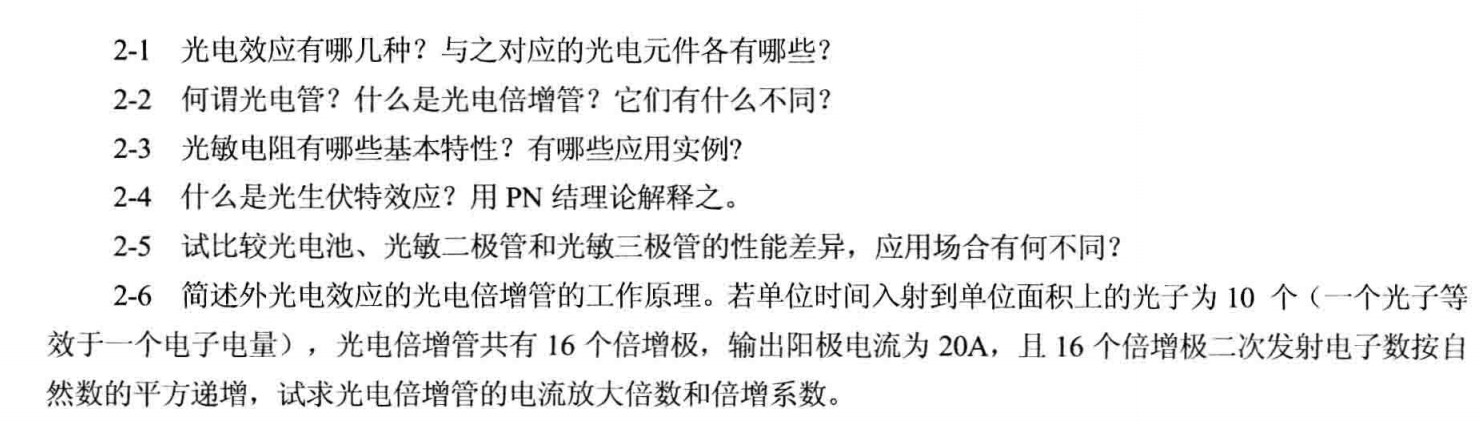 2-1 光电效应有哪几种？与之对应的光电元件各有哪些？
2-2 何谓光电管？什么是光电倍增管？它们有什么不同？
2-3 光敏电阻有哪些基本特性？有哪些应用实例?
2-4 什么是光生伏特效应？用 PN 结理论解释之。
2-5 试比较光电池、光敏二极管和光敏三极管的性能差异，应用场合有何不同？
2-6 简述外光电效应的光电倍增管的工作原理。若单位时间入射到单位面积上的光子为 10 个（一个光子等
效于一个电子电量），光电倍增管共有 16 个倍增极，输出阳极电流为 20A，且 16 个倍增极二次发射电子数按自
然数的平方递增，试求光电倍增管的电流放大倍数和倍增系数。